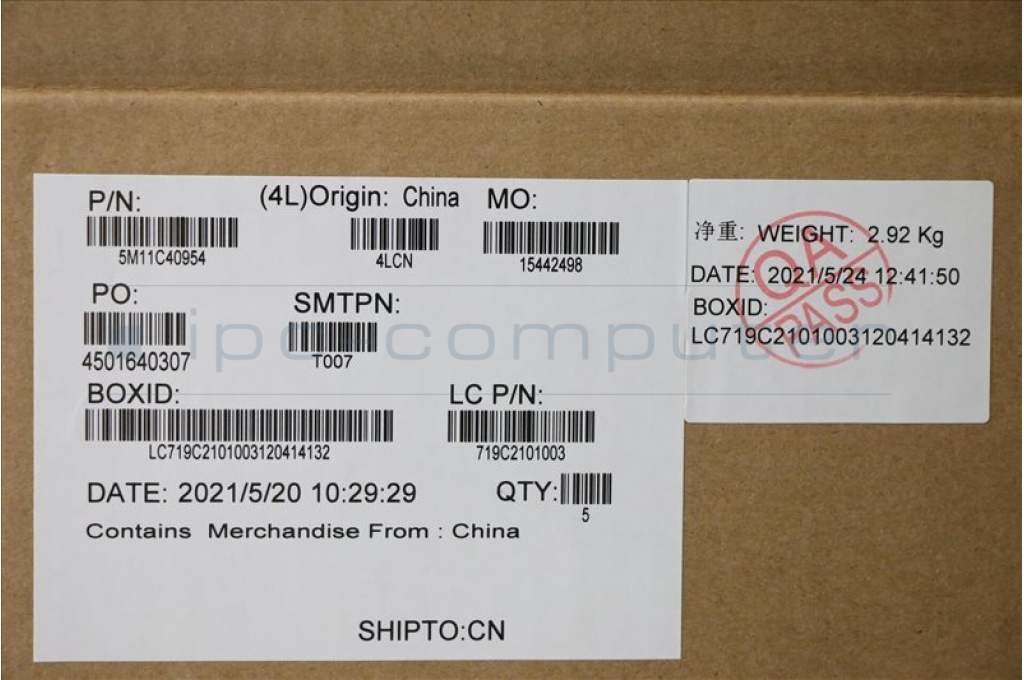 P/N: (4L)Origin: China MO:
5M11C40954 4LCN 15442498
PO: SMTPN:
4501640307 T007
BOXID: LC P/N:
LC719C2101003120414132 719C2101003
DATE: 2021/5/20 10:29:29 QTY:
5
Contains Merchandise From : China
SHIPTO:CN
净重: WEIGHT: 2.92 Kg
DATE: 2021/5/24 12:41:50
BOXID:
LC719C2101003120414132
QA
PASS
ipc computer